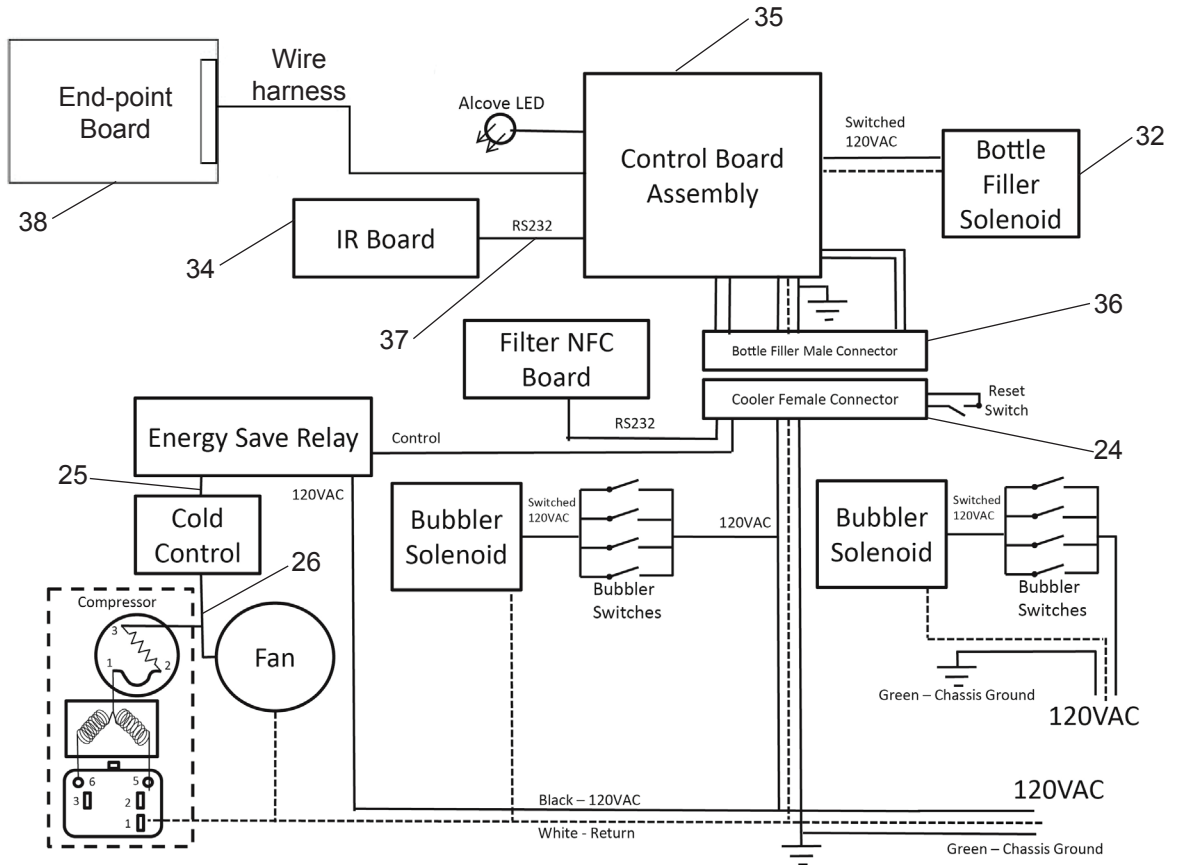 35
Wire
harness
End-point
Board
38
Alcove LED
Control Board
Assembly
Switched
120VAC
Bottle
Filler
Solenoid
32
IR Board
34
RS232
37
36
Filter NFC
Board
Bottle Filler Male Connector
Cooler Female Connector
Reset
Switch
24
RS232
Energy Save Relay
Control
25
120VAC
Cold
Control
Bubbler
Solenoid
Switched
120VAC
120VAC
Bubbler
Switches
Bubbler
Solenoid
Switched
120VAC
Bubbler
Switches
26
Compressor
3
1
2
Fan
Green – Chassis Ground
120VAC
6
5
3
2
1
Black – 120VAC
120VAC
White - Return
Green – Chassis Ground